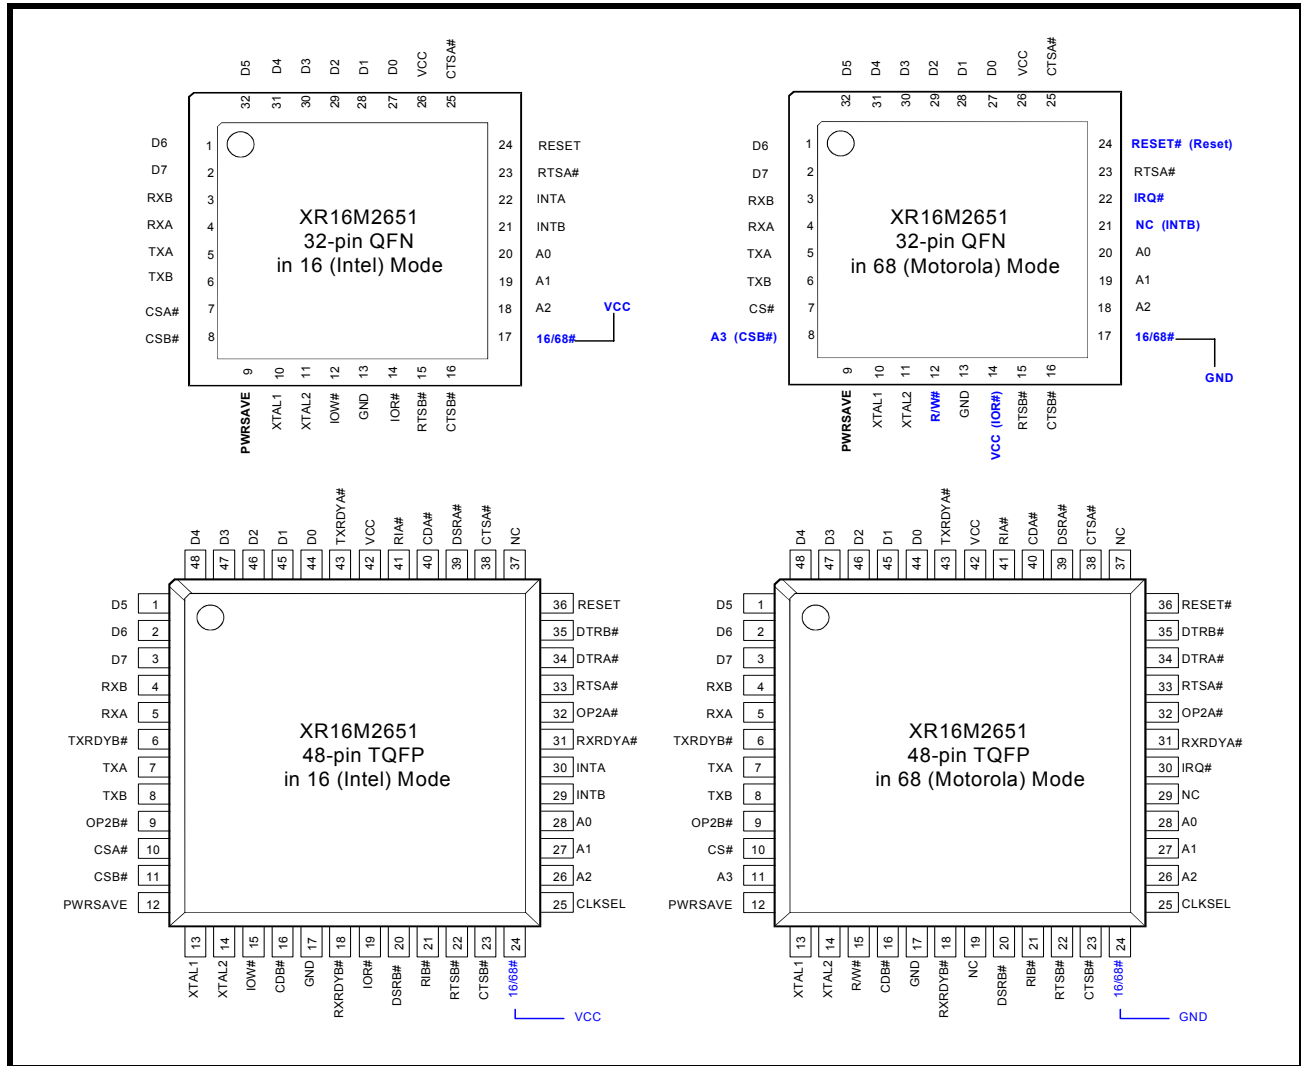 D5 D4 D3 D2 D1 D0 VCC CTSA#
32 31 30 29 28 27 26 25
D6 1
D7 2
RXB 3
RXA 4
TXA 5
TXB 6
CSA# 7
CSB# 8
XR16M2651
32-pin QFN
in 16 (Intel) Mode
24 RESET
23 RTSA#
22 INTA
21 INTB
20 A0
19 A1
18 A2
17 16/68#
VCC
9 10 11 12 13 14 15 16
PWRSAVE XTAL1 XTAL2 IOW# GND IOR# RTSB# CTSB#
D5 D4 D3 D2 D1 D0 VCC CTSA#
32 31 30 29 28 27 26 25
D6 1
D7 2
RXB 3
RXA 4
TXA 5
TXB 6
CS# 7
A3 (CSB#) 8
XR16M2651
32-pin QFN
in 68 (Motorola) Mode
24 RESET# (Reset)
23 RTSA#
22 IRQ#
21 NC (INTB)
20 A0
19 A1
18 A2
17 16/68#
GND
9 10 11 12 13 14 15 16
PWRSAVE XTAL1 XTAL2 R/W# GND VCC (IOR#) RTSB# CTSB#
D4 D3 D2 D1 D0 TXRDYA# VCC RIA# CDA# DSRA# CTSA# NC
48 47 46 45 44 43 42 41 40 39 38 37
D5 1
D6 2
D7 3
RXB 4
RXA 5
TXRDYB# 6
TXA 7
TXB 8
OP2B# 9
CSA# 10
CSB# 11
PWRSAVE 12
XR16M2651
48-pin TQFP
in 16 (Intel) Mode
36 RESET
35 DTRB#
34 DTRA#
33 RTSA#
32 OP2A#
31 RXRDYA#
30 INTA
29 INTB
28 A0
27 A1
26 A2
25 CLKSEL
13 14 15 16 17 18 19 20 21 22 23 24
XTAL1 XTAL2 IOW# CDB# GND RXRDYB# IOR# DSRB# RIB# RTSB# CTSB# 16/68#
VCC
D4 D3 D2 D1 D0 TXRDYA# VCC RIA# CDA# DSRA# CTSA# NC
48 47 46 45 44 43 42 41 40 39 38 37
D5 1
D6 2
D7 3
RXB 4
RXA 5
TXRDYB# 6
TXA 7
TXB 8
OP2B# 9
CS# 10
A3 11
PWRSAVE 12
XR16M2651
48-pin TQFP
in 68 (Motorola) Mode
36 RESET#
35 DTRB#
34 DTRA#
33 RTSA#
32 OP2A#
31 RXRDYA#
30 IRQ#
29 NC
28 A0
27 A1
26 A2
25 CLKSEL
13 14 15 16 17 18 19 20 21 22 23 24
XTAL1 XTAL2 R/W# CDB# GND RXRDYB# NC DSRB# RIB# RTSB# CTSB# 16/68#
GND